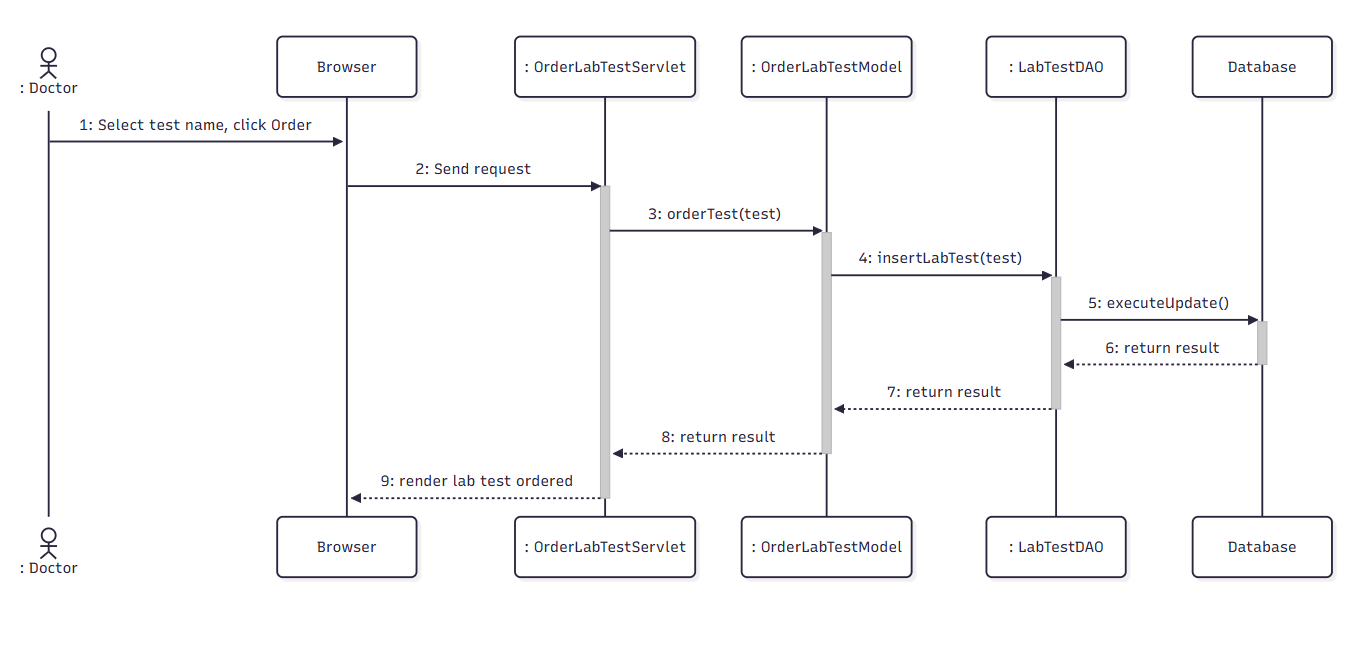 : Doctor
Browser
: OrderLabTestServlet
: OrderLabTestModel
: LabTestDAO
Database
1: Select test name, click Order
2: Send request
3: orderTest(test)
4: insertLabTest(test)
5: executeUpdate()
6: return result
7: return result
8: return result
9: render lab test ordered
: Doctor
Browser
: OrderLabTestServlet
: OrderLabTestModel
: LabTestDAO
Database